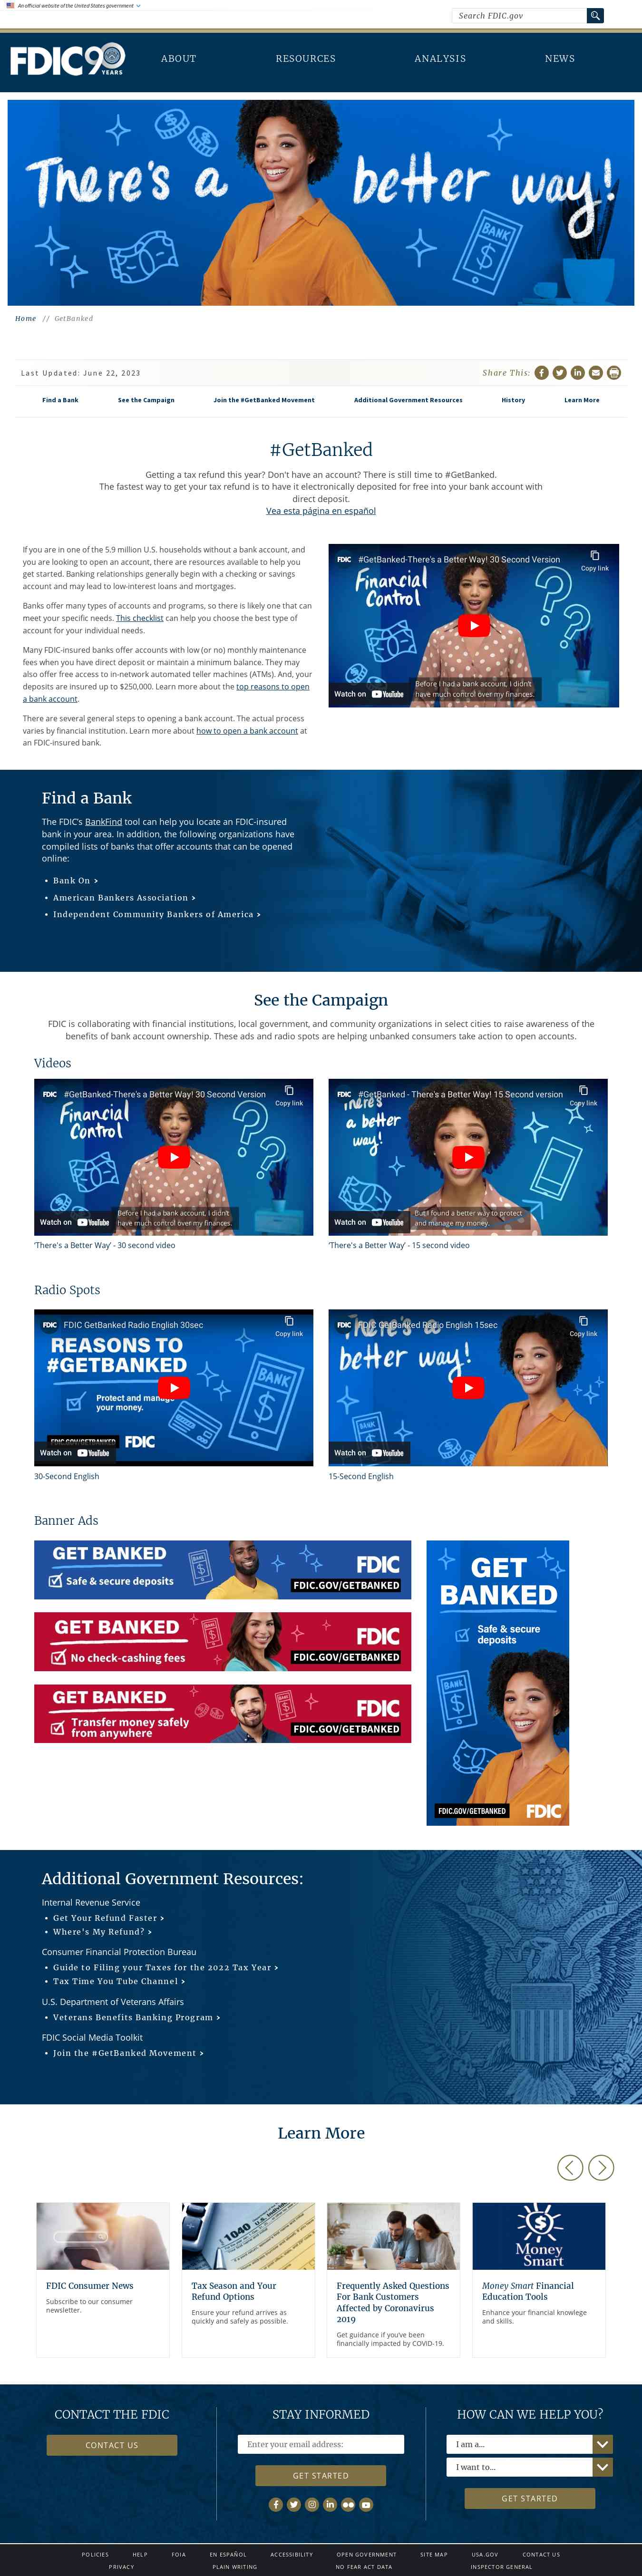 An official website of the United States government
Search FDIC.gov
FDIC 90 YEARS
ABOUT
RESOURCES
ANALYSIS
NEWS
There's a better way!
Home // GetBanked
Last Updated: June 22, 2023
Share This:
Find a Bank
See the Campaign
Join the #GetBanked Movement
Additional Government Resources
History
Learn More
#GetBanked
Getting a tax refund this year? Don't have an account? There is still time to #GetBanked.
The fastest way to get your tax refund is to have it electronically deposited for free into your bank account with
direct deposit.
Vea esta página en español
If you are in one of the 5.9 million U.S. households without a bank account, and
you are looking to open an account, there are resources available to help you
get started. Banking relationships generally begin with a checking or savings
account and may lead to low-interest loans and mortgages.
Banks offer many types of accounts and programs, so there is likely one that can
meet your specific needs. This checklist can help you choose the best type of
account for your individual needs.
Many FDIC-insured banks offer accounts with low (or no) monthly maintenance
fees when you have direct deposit or maintain a minimum balance. They may
also offer free access to in-network automated teller machines (ATMs). And, your
deposits are insured up to $250,000. Learn more about the top reasons to open
a bank account.
There are several general steps to opening a bank account. The actual process
varies by financial institution. Learn more about how to open a bank account at
an FDIC-insured bank.
FDIC
#GetBanked-There's a Better Way! 30 Second Version
Copy link
Financial
Control
Before I had a bank account, I didn't
have much control over my finances.
Watch on YouTube
Find a Bank
The FDIC's BankFind tool can help you locate an FDIC-insured
bank in your area. In addition, the following organizations have
compiled lists of banks that offer accounts that can be opened
online:
• Bank On >
• American Bankers Association >
• Independent Community Bankers of America >
See the Campaign
FDIC is collaborating with financial institutions, local government, and community organizations in select cities to raise awareness of the
benefits of bank account ownership. These ads and radio spots are helping unbanked consumers take action to open accounts.
Videos
FDIC
#GetBanked-There's a Better Way! 30 Second Version
Copy link
Financial
Control
Before I had a bank account, I didn't
have much control over my finances.
Watch on YouTube
'There's a Better Way' - 30 second video
FDIC
#GetBanked - There's a Better Way! 15 Second version
Copy link
there's
a
better
way!
But I found a better way to protect
and manage my money.
Watch on YouTube
'There's a Better Way' - 15 second video
Radio Spots
FDIC
FDIC GetBanked Radio English 30sec
Copy link
REASONS TO
#GETBANKED
Protect and manage
your money.
FDIC.GOV/GETBANKED FDIC
Watch on YouTube
30-Second English
FDIC
FDIC GetBanked Radio English 15sec
Copy link
There's a
better way!
Watch on YouTube
15-Second English
Banner Ads
GET BANKED
Safe & secure deposits
FDIC
FDIC.GOV/GETBANKED
GET BANKED
No check-cashing fees
FDIC
FDIC.GOV/GETBANKED
GET BANKED
Transfer money safely
from anywhere
FDIC
FDIC.GOV/GETBANKED
GET
BANKED
Safe & secure
deposits
BANK
FDIC.GOV/GETBANKED
FDIC
Additional Government Resources:
Internal Revenue Service
• Get Your Refund Faster >
• Where's My Refund? >
Consumer Financial Protection Bureau
• Guide to Filing your Taxes for the 2022 Tax Year >
• Tax Time You Tube Channel >
U.S. Department of Veterans Affairs
• Veterans Benefits Banking Program >
FDIC Social Media Toolkit
• Join the #GetBanked Movement >
Learn More
FDIC Consumer News
Subscribe to our consumer
newsletter.
1040
Tax Season and Your
Refund Options
Ensure your refund arrives as
quickly and safely as possible.
Frequently Asked Questions
For Bank Customers
Affected by Coronavirus
2019
Get guidance if you've been
financially impacted by COVID-19.
Money
Smart
Money Smart Financial
Education Tools
Enhance your financial knowlege
and skills.
CONTACT THE FDIC
CONTACT US
STAY INFORMED
Enter your email address:
GET STARTED
HOW CAN WE HELP YOU?
I am a...
I want to...
GET STARTED
POLICIES
HELP
FOIA
EN ESPAÑOL
ACCESSIBILITY
OPEN GOVERNMENT
SITE MAP
USA.GOV
CONTACT US
PRIVACY
PLAIN WRITING
NO FEAR ACT DATA
INSPECTOR GENERAL